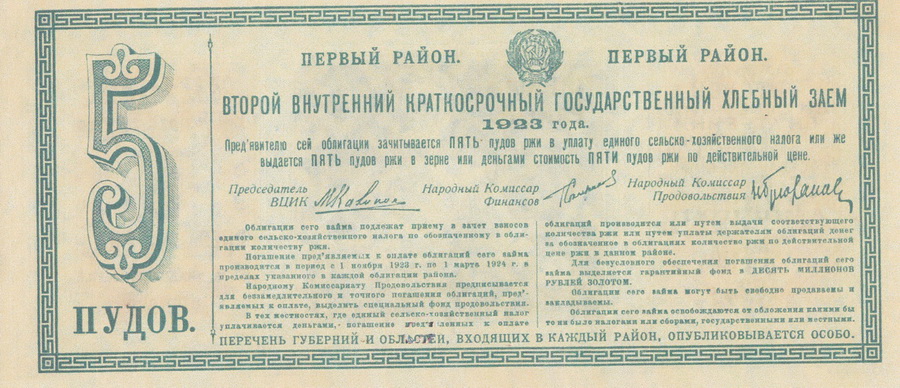 5
ПУДОВ.
ПЕРВЫЙ РАЙОН. ПЕРВЫЙ РАЙОН.
ВТОРОЙ ВНУТРЕННИЙ КРАТКОСРОЧНЫЙ ГОСУДАРСТВЕННЫЙ ХЛЕБНЫЙ ЗАЕМ
1923 года.
Пред'явителю сей облигации зачитывается ПЯТЬ пудов ржи в уплату единого сельско-хозяйственного налога или же
выдается ПЯТЬ пудов ржи в зерне или деньгами стоимость ПЯТИ пудов ржи по действительной цене.
Председатель
ВЦИК
Народный Комиссар
Финансов
Народный Комиссар
Продовольствия
Облигации сего займа подлежат приему в зачет взносов
единого сельско-хозяйственного налога по обозначенному в обли-
гации количеству ржи.
Погашение пред'являемых к оплате облигаций сего займа
производится в период с 1 ноября 1923 г. по 1 марта 1924 г. в
пределах указанного в каждой облигации района.
Народному Комиссариату Продовольствия предписывается
для безzамедлительного и точного погашения облигаций, пред'-
являемых к оплате, выделить специальный фонд продовольствия.
В тех местностях, где единый сельско-хозяйственный налог
уплачивается деньгами, погашение к оплате
облигаций производится или путем выдачи соответствующего
количества ржи или путем уплаты держателям облигаций денег
за обозначенное в облигациях количество ржи по действительной
цене ржи в данном районе.
Для безусловного обеспечения погашения облигаций сего
займа выделяется гарантийный фонд в ДЕСЯТЬ МИЛЛИОНОВ
РУБЛЕЙ ЗОЛОТОМ.
Облигации сего займа могут быть свободно продаваемы и
закладываемы.
Облигации сего займа освобождаются от обложения какими бы
то ни было налогами или сборами, государственными или местными.
ПЕРЕЧЕНЬ ГУБЕРНИЙ И ОБЛАСТЕЙ, ВХОДЯЩИХ В КАЖДЫЙ РАЙОН, ОПУБЛИКОВЫВАЕТСЯ ОСОБО.